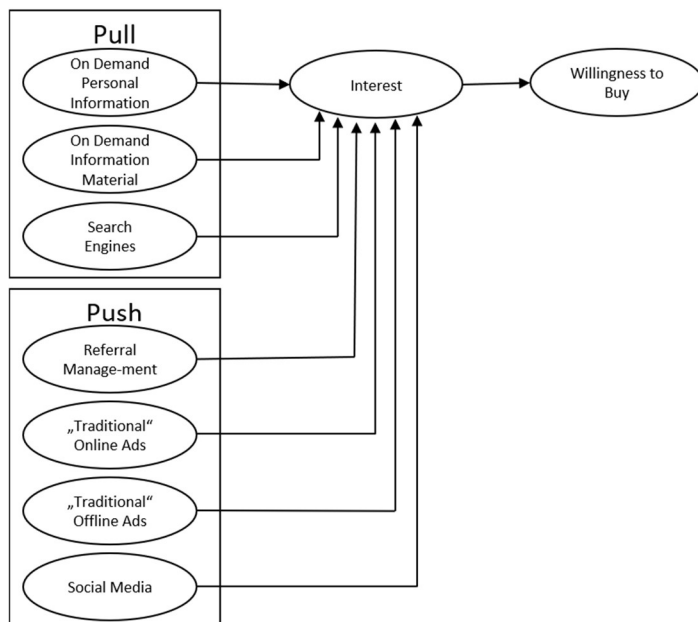 Pull
On Demand
Personal
Information
Interest
Willingness to
Buy
On Demand
Information
Material
Search
Engines
Push
Referral
Manage-ment
„Traditional“
Online Ads
„Traditional“
Offline Ads
Social Media